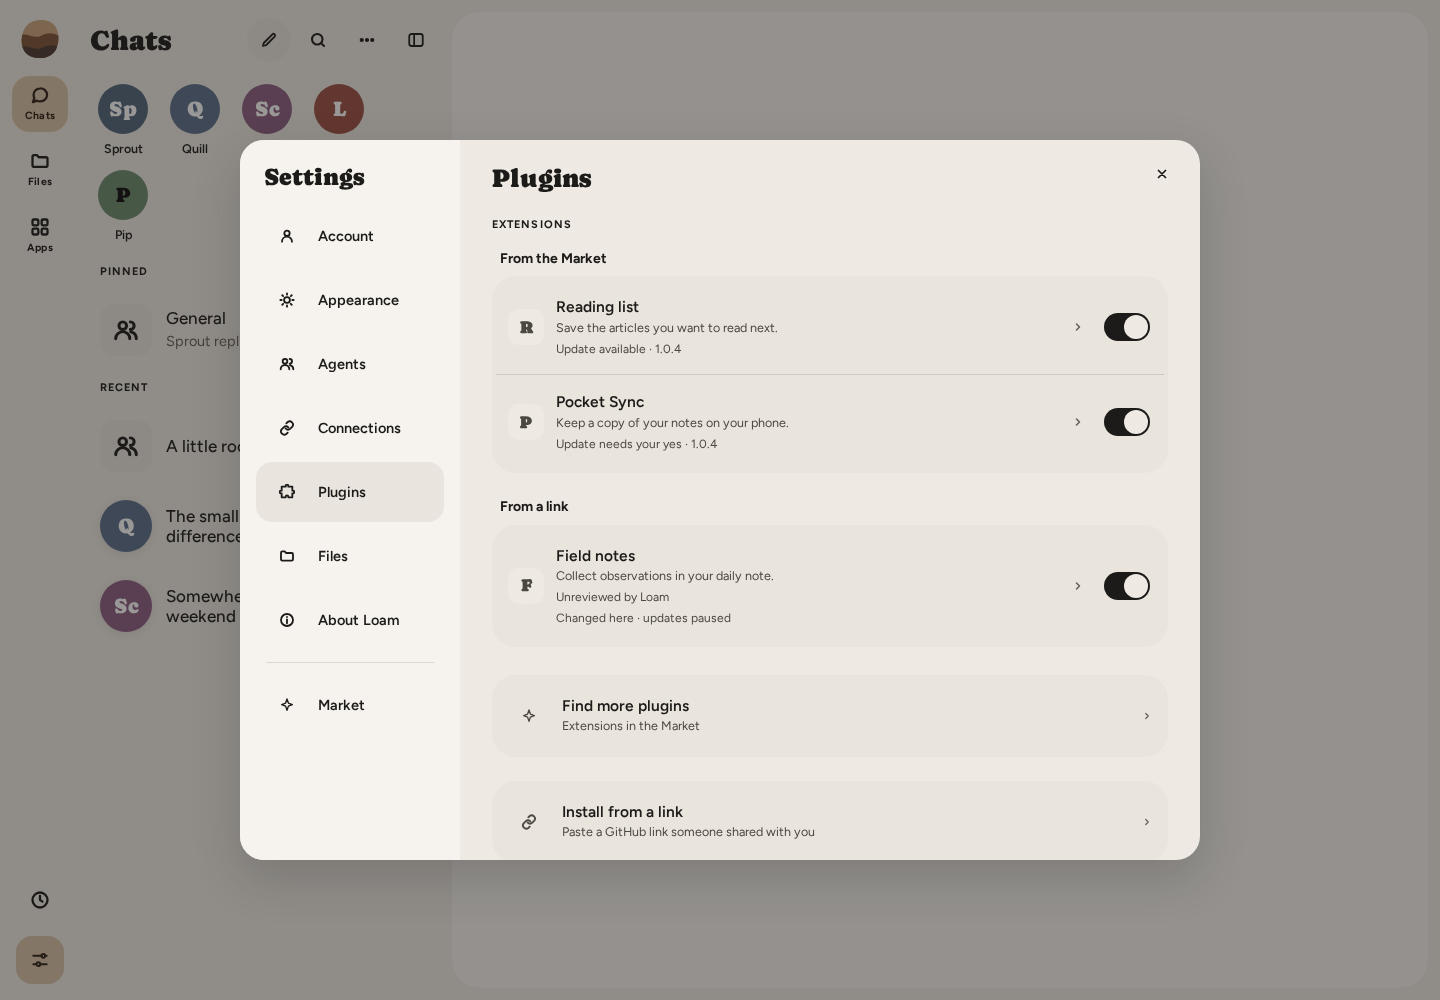 Chats
Chats
Files
Apps
Sp
Q
Sc
L
Sprout
Quill
P
Pip
PINNED
General
Sprout repl
RECENT
A little roo
Q
The small
difference
Sc
Somewhe
weekend
Settings
Account
Appearance
Agents
Connections
Plugins
Files
About Loam
Market
Plugins
EXTENSIONS
From the Market
R
Reading list
Save the articles you want to read next.
Update available · 1.0.4
P
Pocket Sync
Keep a copy of your notes on your phone.
Update needs your yes · 1.0.4
From a link
F
Field notes
Collect observations in your daily note.
Unreviewed by Loam
Changed here · updates paused
Find more plugins
Extensions in the Market
Install from a link
Paste a GitHub link someone shared with you